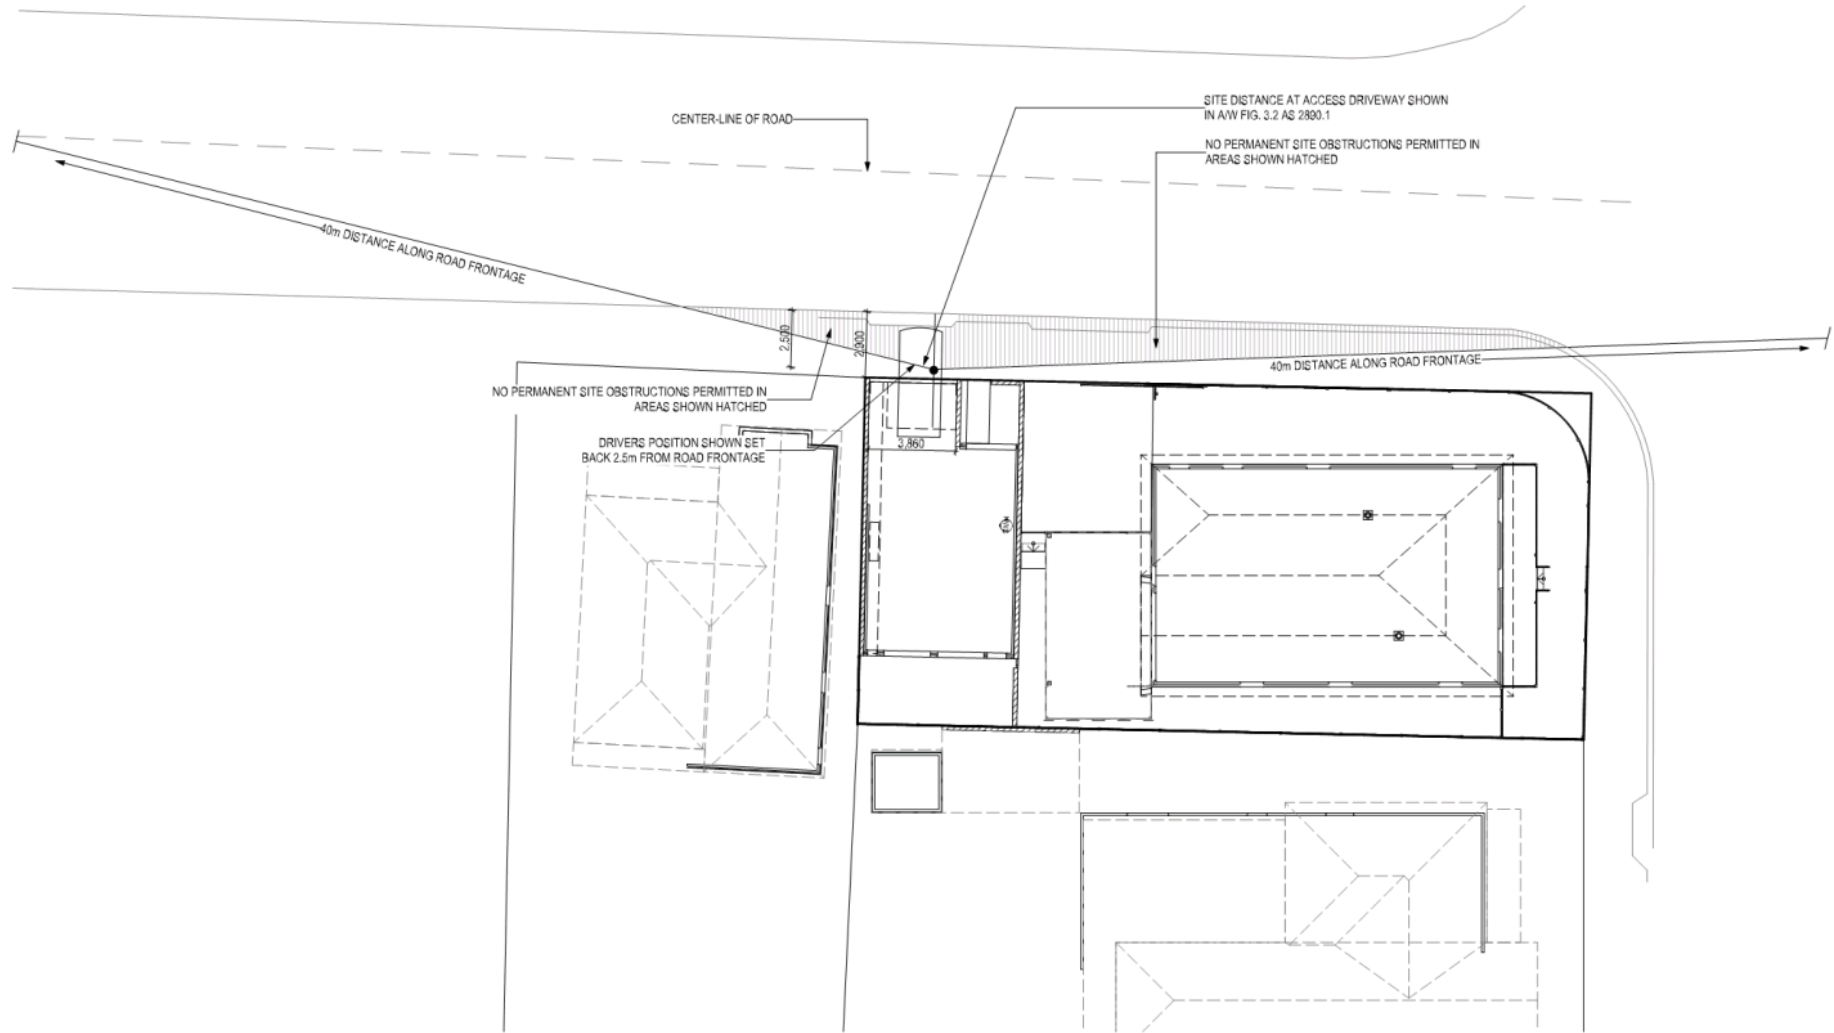 SITE DISTANCE AT ACCESS DRIVEWAY SHOWN
IN A/W FIG. 3.2 AS 2890.1
CENTER-LINE OF ROAD
NO PERMANENT SITE OBSTRUCTIONS PERMITTED IN
AREAS SHOWN HATCHED
40m DISTANCE ALONG ROAD FRONTAGE
2,500
2,900
40m DISTANCE ALONG ROAD FRONTAGE
NO PERMANENT SITE OBSTRUCTIONS PERMITTED IN
AREAS SHOWN HATCHED
DRIVERS POSITION SHOWN SET
BACK 2.5m FROM ROAD FRONTAGE
3,860